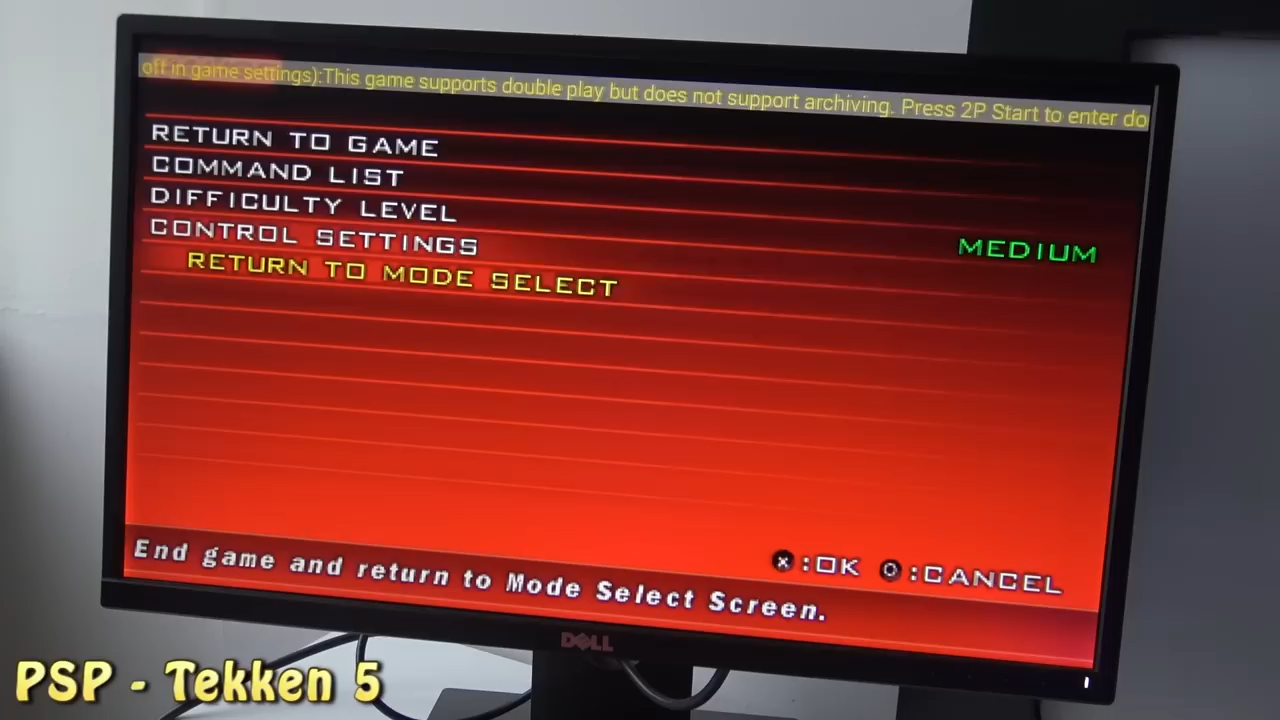 off in game settings):This game supports double play but does not support archiving. Press 2P Start to enter do
RETURN TO GAME
COMMAND LIST
DIFFICULTY LEVEL
MEDIUM
CONTROL SETTINGS
RETURN TO MODE SELECT
:OK :CANCEL
End game and return to Mode Select Screen.
DELL
PSP - Tekken 5